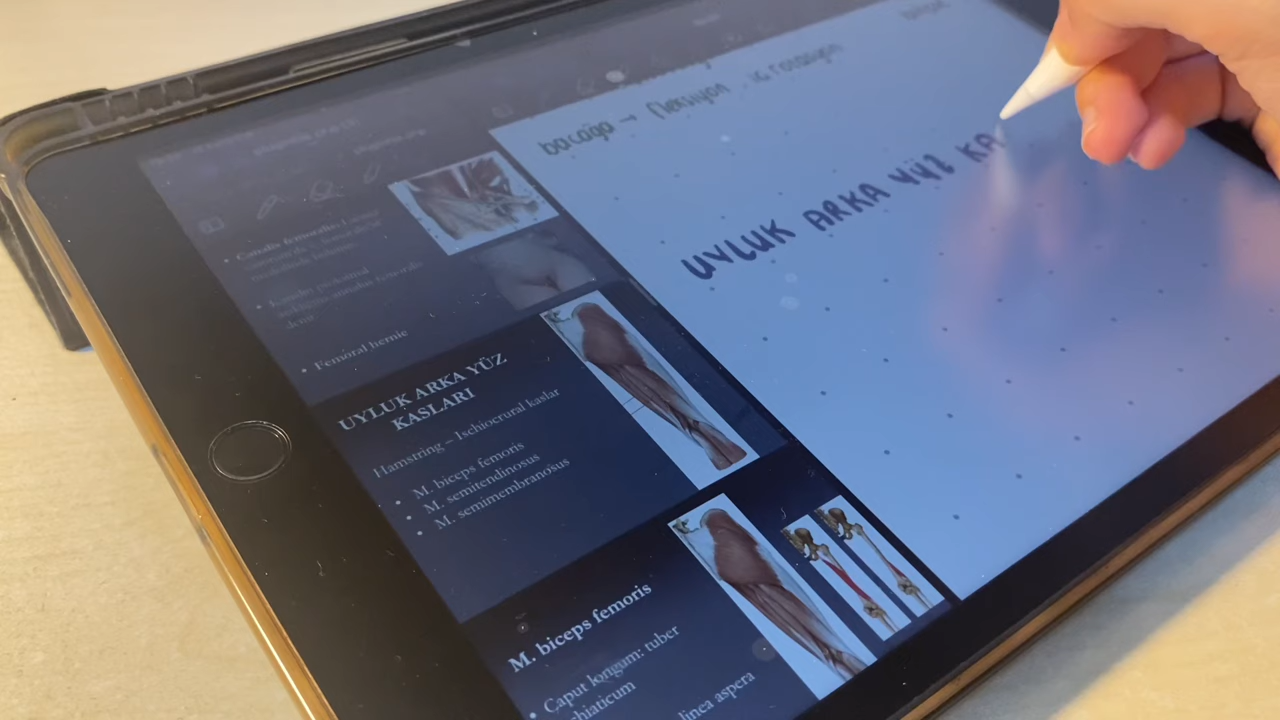 • Canalis femoralis:
• Femoral hernie
UYLUK ARKA YÜZ
KASLARI
Hamstring – Ischiocrural kaslar
• M. biceps femoris
• M. semitendinosus
• M. semimembranosus
M. biceps femoris
• Caput longum: tuber
ischiaticum
linea aspera
bacağa → fleksiyon iç rotasyon
UYLUK ARKA YÜZ KA